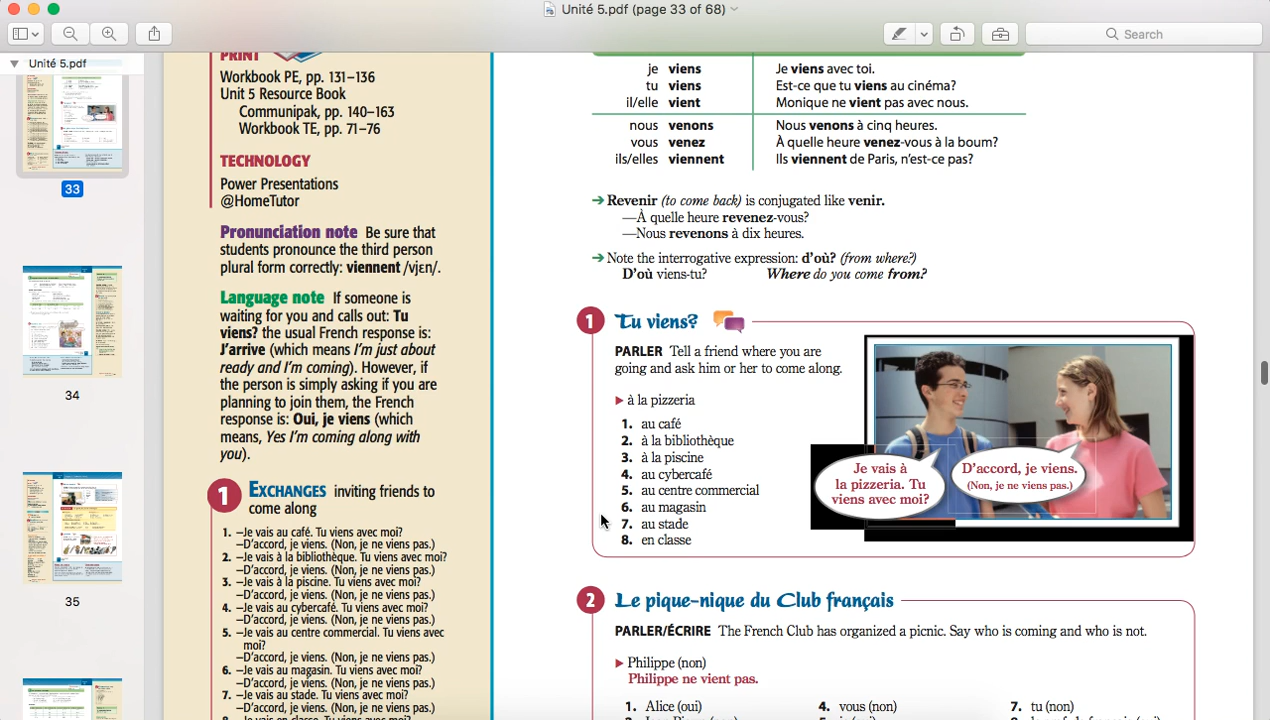 Unité 5.pdf (page 33 of 68)
Search
Unité 5.pdf
33
34
35
PRINT
Workbook PE, pp. 131–136
Unit 5 Resource Book
Communipak, pp. 140–163
Workbook TE, pp. 71–76
TECHNOLOGY
Power Presentations
@HomeTutor
Pronunciation note Be sure that
students pronounce the third person
plural form correctly: viennent /vjɛn/.
Language note If someone is
waiting for you and calls out: Tu
viens? the usual French response is:
J'arrive (which means I'm just about
ready and I'm coming). However, if
the person is simply asking if you are
planning to join them, the French
response is: Oui, je viens (which
means, Yes I'm coming along with
you).
1 EXCHANGES inviting friends to
come along
1. –Je vais au café. Tu viens avec moi?
–D'accord, je viens. (Non, je ne viens pas.)
2. –Je vais à la bibliothèque. Tu viens avec moi?
–D'accord, je viens. (Non, je ne viens pas.)
3. –Je vais à la piscine. Tu viens avec moi?
–D'accord, je viens. (Non, je ne viens pas.)
4. –Je vais au cybercafé. Tu viens avec moi?
–D'accord, je viens. (Non, je ne viens pas.)
5. –Je vais au centre commercial. Tu viens avec
moi?
–D'accord, je viens. (Non, je ne viens pas.)
6. –Je vais au magasin. Tu viens avec moi?
–D'accord, je viens. (Non, je ne viens pas.)
7. –Je vais au stade. Tu viens avec moi?
–D'accord, je viens. (Non, je ne viens pas.)
8. –Je vais en classe. Tu viens avec moi?
je viens Je viens avec toi.
tu viens Est-ce que tu viens au cinéma?
il/elle vient Monique ne vient pas avec nous.
nous venons Nous venons à cinq heures.
vous venez À quelle heure venez-vous à la boum?
ils/elles viennent Ils viennent de Paris, n'est-ce pas?
→ Revenir (to come back) is conjugated like venir.
—À quelle heure revenez-vous?
—Nous revenons à dix heures.
→ Note the interrogative expression: d'où? (from where?)
D'où viens-tu? Where do you come from?
1 Tu viens?
PARLER Tell a friend where you are
going and ask him or her to come along.
▶ à la pizzeria
1. au café
2. à la bibliothèque
3. à la piscine
4. au cybercafé
5. au centre commercial
6. au magasin
7. au stade
8. en classe
Je vais à
la pizzeria. Tu
viens avec moi?
D'accord, je viens.
(Non, je ne viens pas.)
2 Le pique-nique du Club français
PARLER/ÉCRIRE The French Club has organized a picnic. Say who is coming and who is not.
▶ Philippe (non)
Philippe ne vient pas.
1. Alice (oui) 4. vous (non) 7. tu (non)